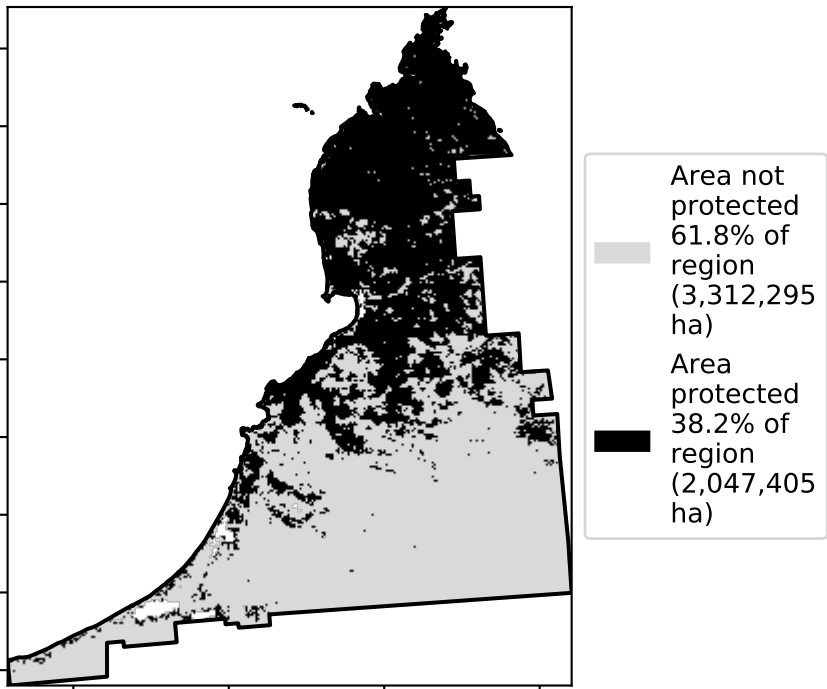 Area not
protected
61.8% of
region
(3,312,295
ha)
Area
protected
38.2% of
region
(2,047,405
ha)